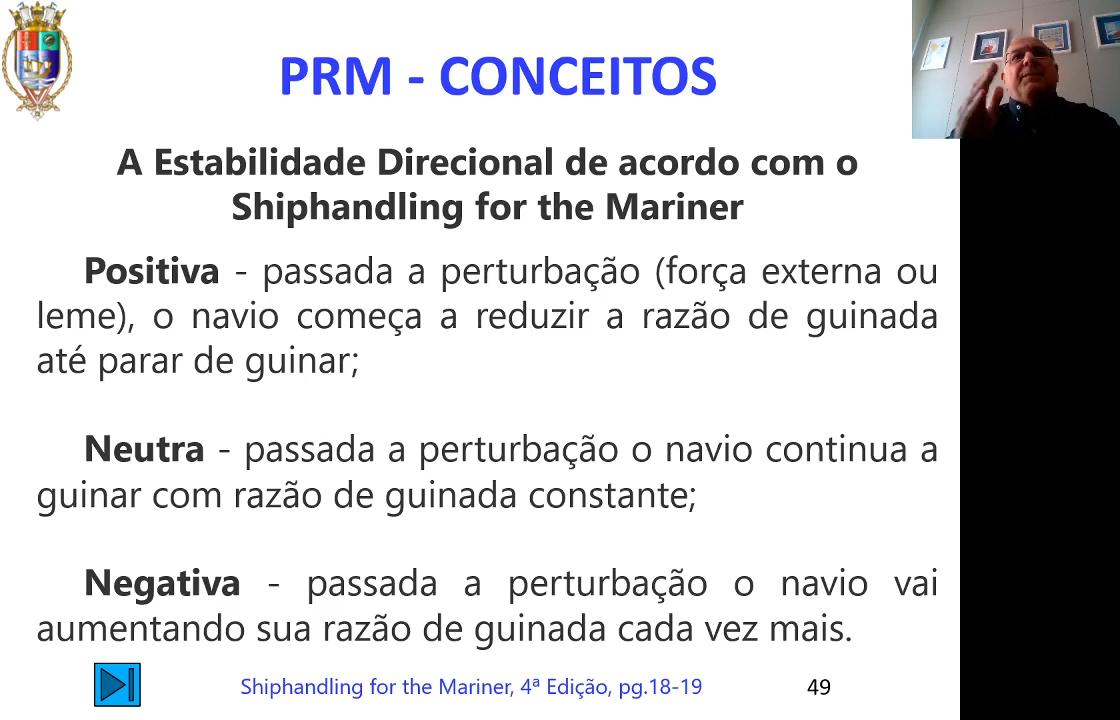 PRM - CONCEITOS
A Estabilidade Direcional de acordo com o
Shiphandling for the Mariner
Positiva - passada a perturbação (força externa ou
leme), o navio começa a reduzir a razão de guinada
até parar de guinar;
Neutra - passada a perturbação o navio continua a
guinar com razão de guinada constante;
Negativa - passada a perturbação o navio vai
aumentando sua razão de guinada cada vez mais.
Shiphandling for the Mariner, 4ª Edição, pg.18-19
49